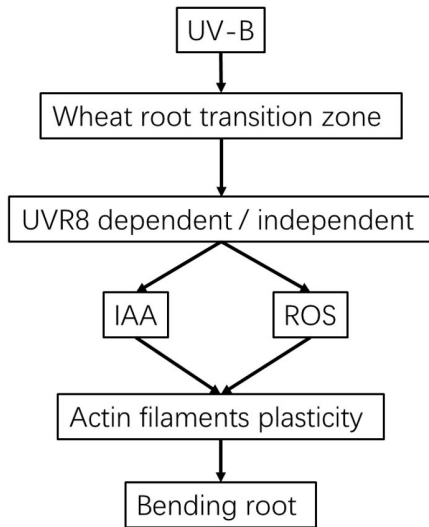 UV-B
Wheat root transition zone
UVR8 dependent / independent
IAA
ROS
Actin filaments plasticity
Bending root